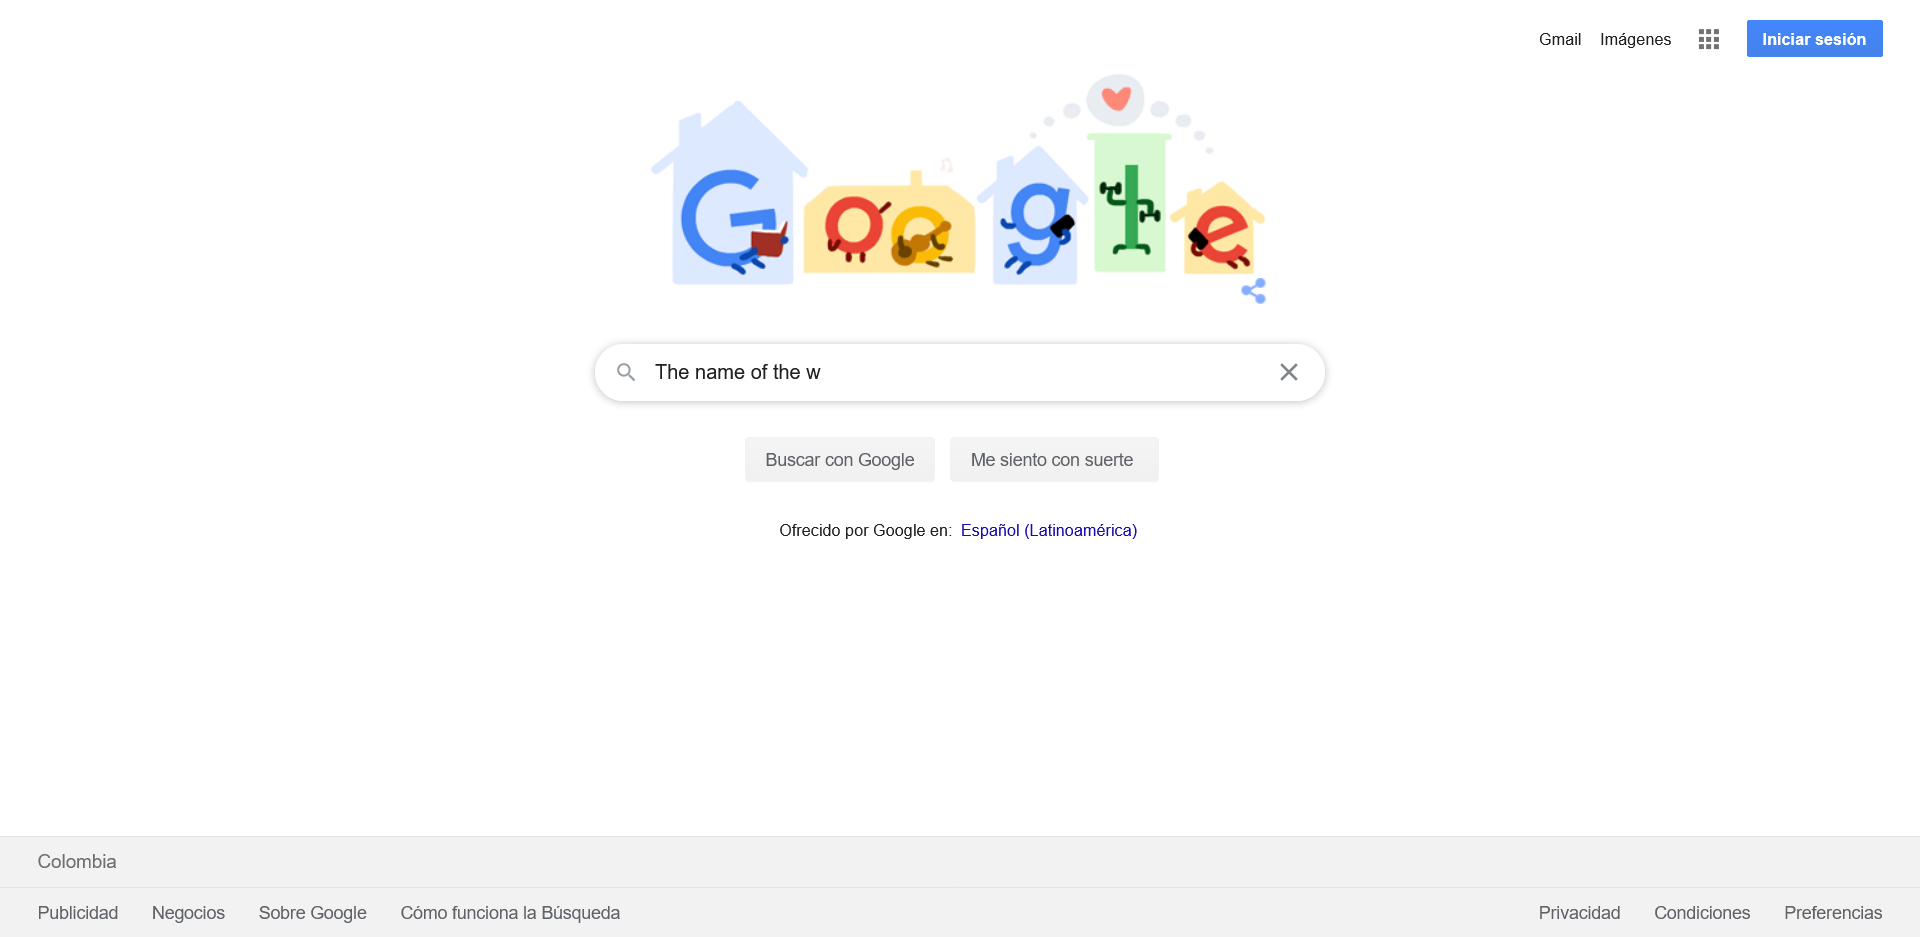 Gmail Imágenes Iniciar sesión
Google
The name of the w
Buscar con Google Me siento con suerte
Ofrecido por Google en: Español (Latinoamérica)
Colombia
Publicidad Negocios Sobre Google Cómo funciona la Búsqueda Privacidad Condiciones Preferencias